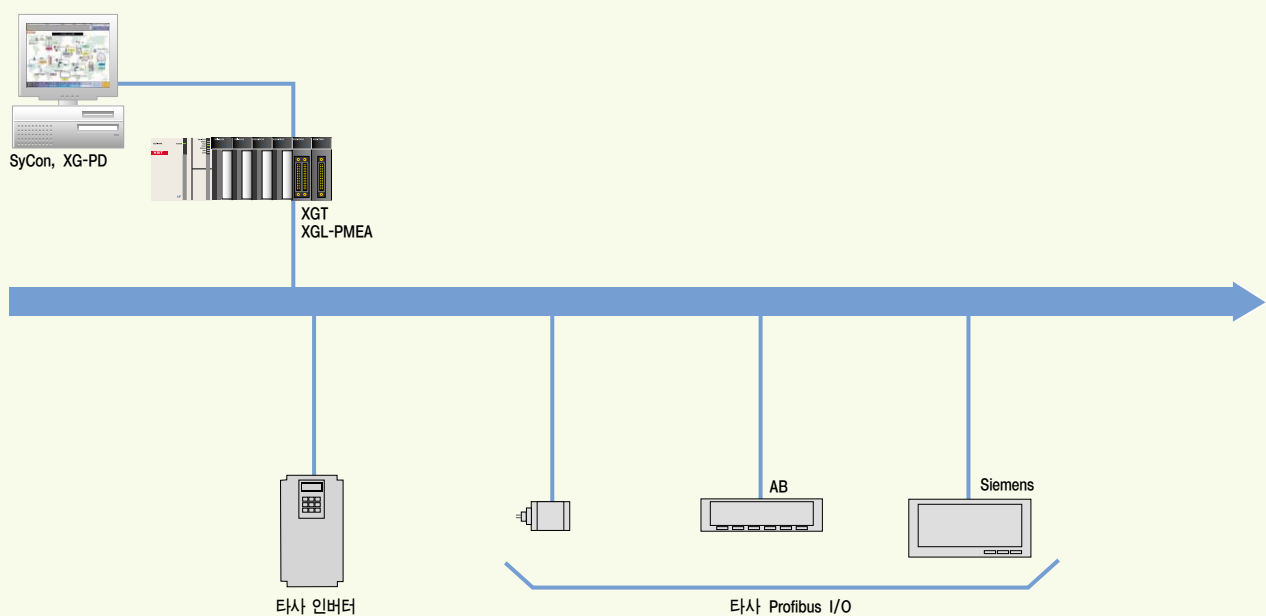 SyCon, XG-PD
XGT
XGL-PMEA
AB
Siemens
타사 인버터
타사 Profibus I/O